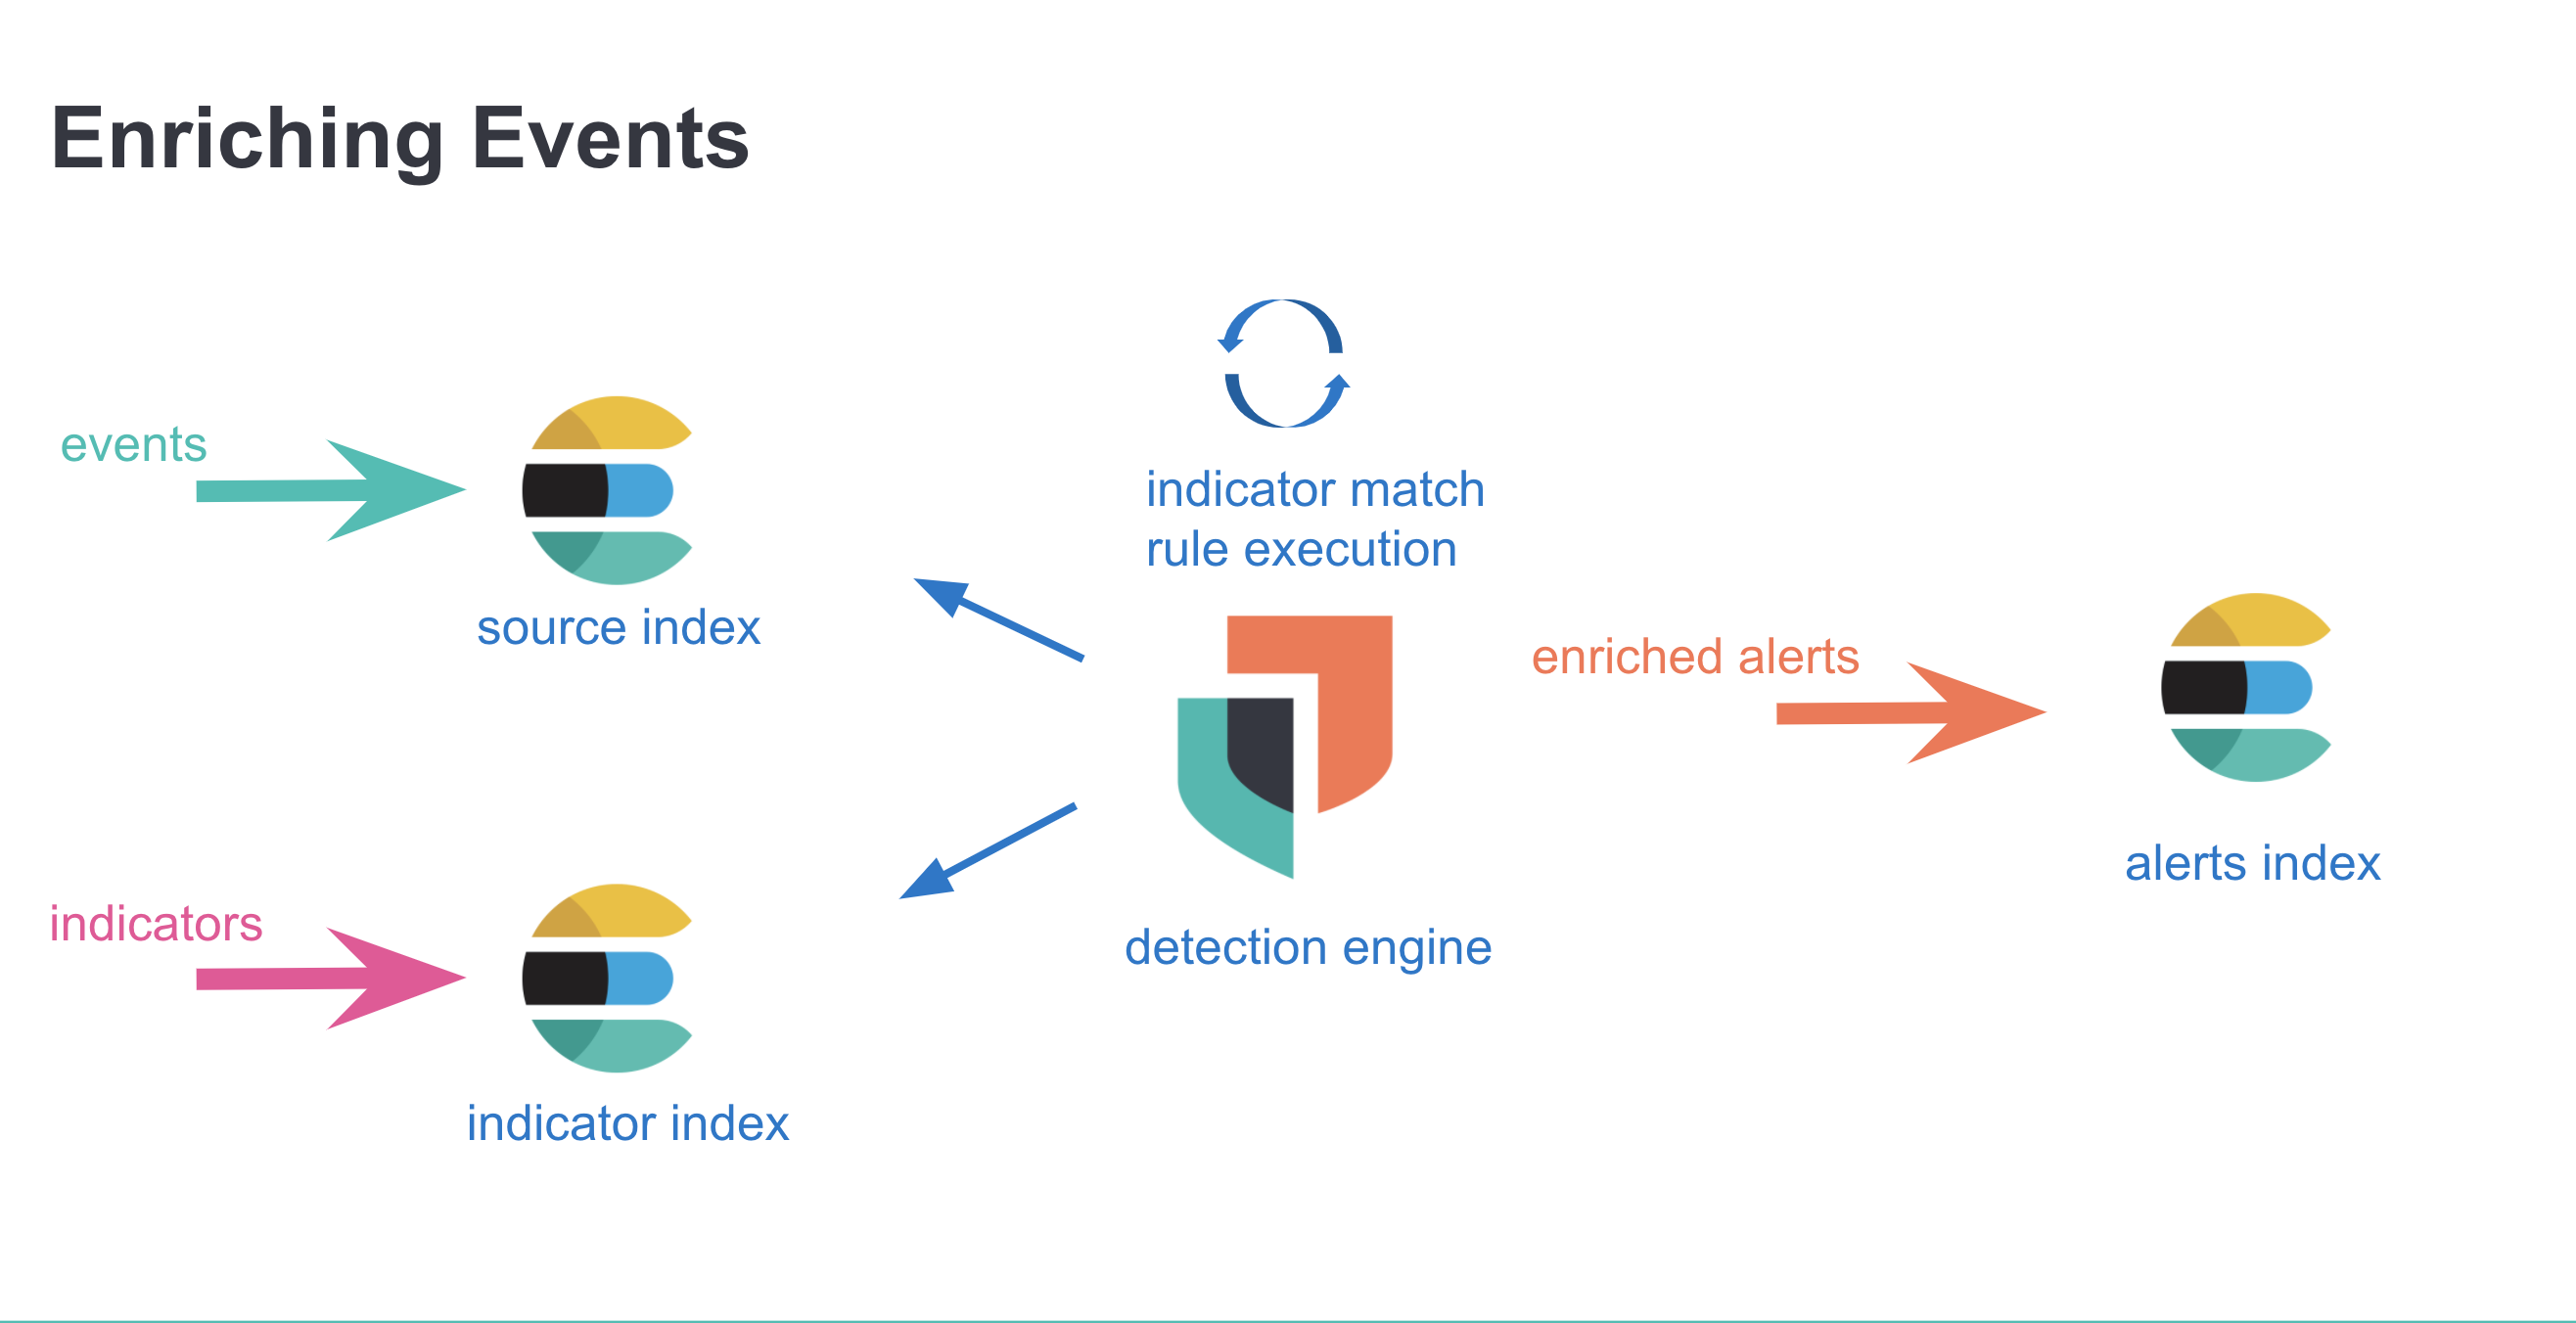 Enriching Events
events
source index
indicators
indicator index
indicator match
rule execution
detection engine
enriched alerts
alerts index